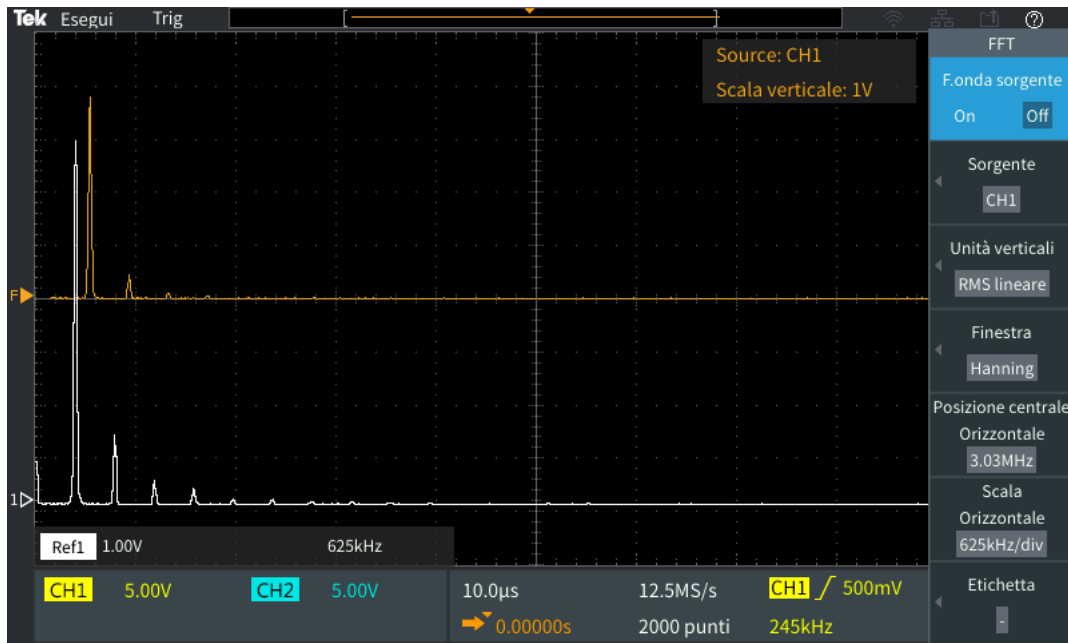 Tek Esegui Trig
Source: CH1
Scala verticale: 1V
F
1
Ref1 1.00V 625kHz
CH1 5.00V CH2 5.00V 10.0µs 12.5MS/s CH1 500mV
0.00000s 2000 punti 245kHz
FFT
F.onda sorgente
On Off
Sorgente
CH1
Unità verticali
RMS lineare
Finestra
Hanning
Posizione centrale
Orizzontale
3.03MHz
Scala
Orizzontale
625kHz/div
Etichetta
-